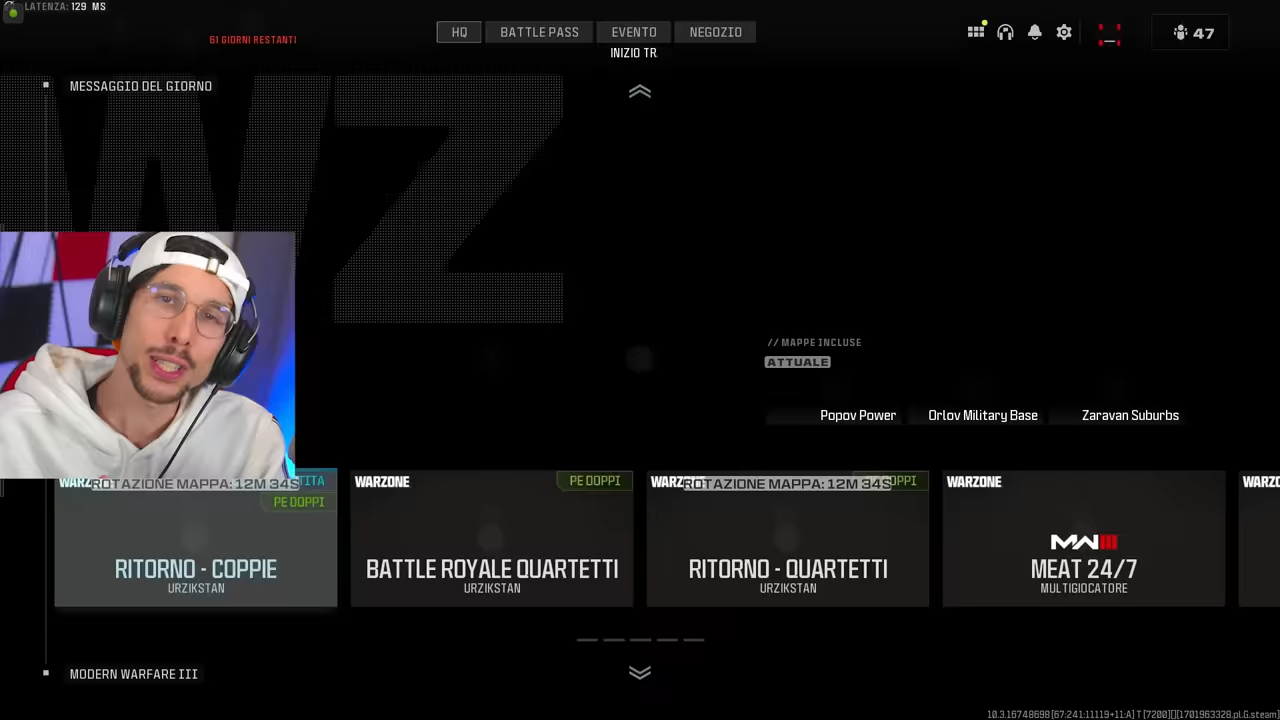 LATENZA: 129 MS
61 GIORNI RESTANTI
HQ
BATTLE PASS
EVENTO
NEGOZIO
47
INIZIO TR
MESSAGGIO DEL GIORNO
WZ
// MAPPE INCLUSE
ATTUALE
Popov Power
Orlov Military Base
Zaravan Suburbs
ROTAZIONE MAPPA: 12M 34S
PE DOPPI
RITORNO - COPPIE
URZIKSTAN
WARZONE
PE DOPPI
BATTLE ROYALE QUARTETTI
URZIKSTAN
ROTAZIONE MAPPA: 12M 34S
RITORNO - QUARTETTI
URZIKSTAN
WARZONE
MWIII
MEAT 24/7
MULTIGIOCATORE
MODERN WARFARE III